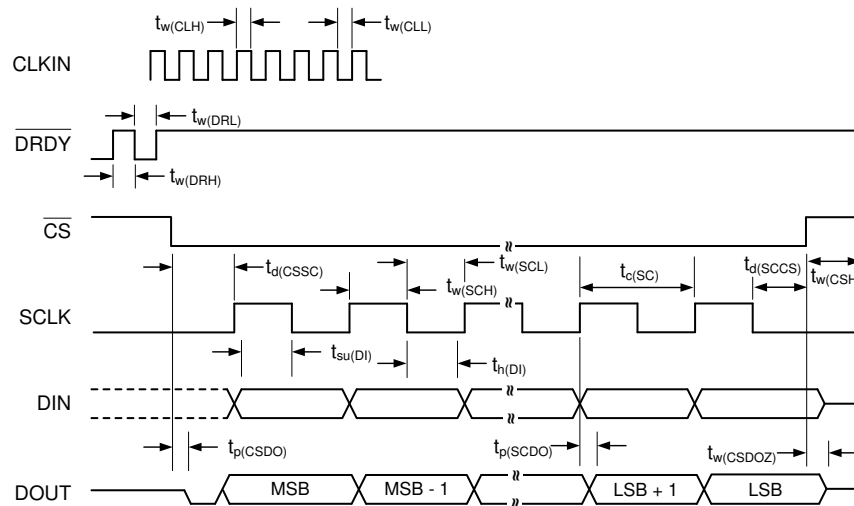 tw(CLH)
tw(CLL)
CLKIN
tw(DRL)
DRDY
tw(DRH)
CS
td(CSSC)
tw(SCL)
tc(SC)
td(SCCS)
tw(SCH)
tw(CSH
SCLK
tsu(DI)
th(DI)
DIN
tp(CSDO)
tp(SCDO)
tw(CSDOZ)
DOUT
MSB
MSB - 1
LSB + 1
LSB